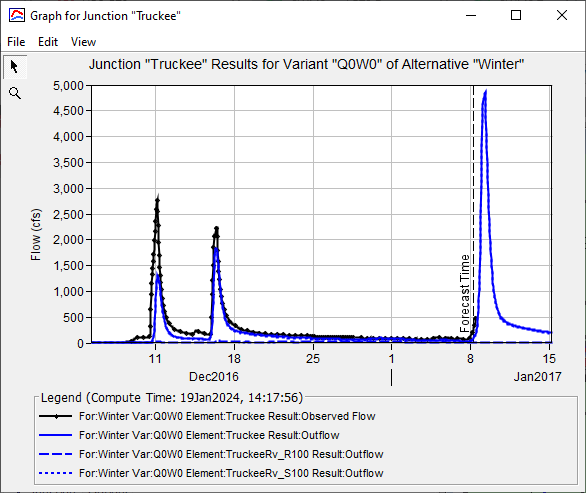 Graph for Junction "Truckee"
File Edit View
Junction "Truckee" Results for Variant "Q0W0" of Alternative "Winter"
5,000
4,500
4,000
3,500
3,000
2,500
2,000
1,500
1,000
500
0
Flow (cfs)
Forecast Time
11 18 25 1 8 15
Dec2016 Jan2017
Legend (Compute Time: 19Jan2024, 14:17:56)
For:Winter Var:Q0W0 Element:Truckee Result:Observed Flow
For:Winter Var:Q0W0 Element:Truckee Result:Outflow
For:Winter Var:Q0W0 Element:TruckeeRv_R100 Result:Outflow
For:Winter Var:Q0W0 Element:TruckeeRv_S100 Result:Outflow